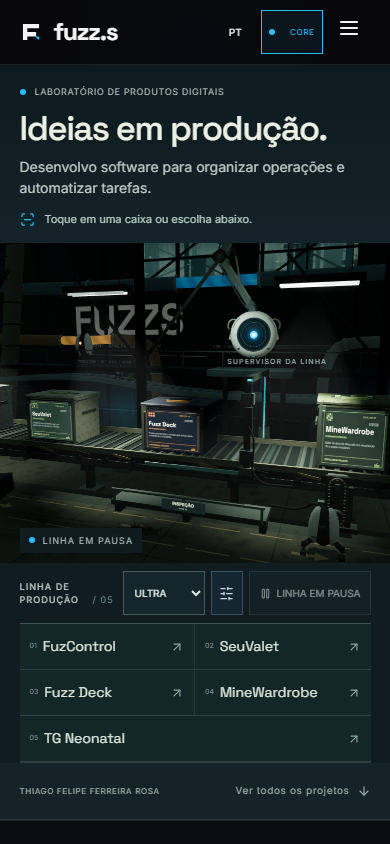 fuzz.s
PT
CORE
LABORATÓRIO DE PRODUTOS DIGITAIS
Ideias em produção.
Desenvolvo software para organizar operações e
automatizar tarefas.
Toque em uma caixa ou escolha abaixo.
FUZZS
SUPERVISOR DA LINHA
SeuValet
Fuzz Deck
MineWardrobe
INSPEÇÃO
LINHA EM PAUSA
LINHA DE
PRODUÇÃO
/ 05
ULTRA
LINHA EM PAUSA
01 FuzControl
02 SeuValet
03 Fuzz Deck
04 MineWardrobe
05 TG Neonatal
THIAGO FELIPE FERREIRA ROSA
Ver todos os projetos